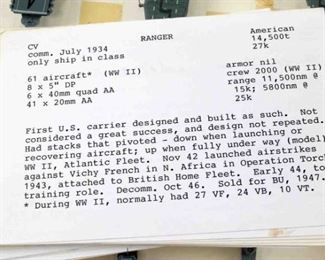 CV RANGER American
comm. July 1934 14,500t
only ship in class 27k
61 aircraft* (WW II) armor nil
8 x 5" DP crew 2000 (WW II)
6 x 40mm quad AA range 11,500nm @
41 x 20mm AA 15k; 5800nm @
25k
First U.S. carrier designed and built as such. Not
considered a great success, and design not repeated.
Had stacks that pivoted - down when launching or
recovering aircraft; up when fully under way (model)
WW II, Atlantic Fleet. Nov 42 launched airstrikes
against Vichy French in N. Africa in Operation Torch
1943, attached to British Home Fleet. Early 44, to
training role. Decomm. Oct 46. Sold for BU, 1947.
* During WW II, normally had 27 VF, 24 VB, 10 VT.